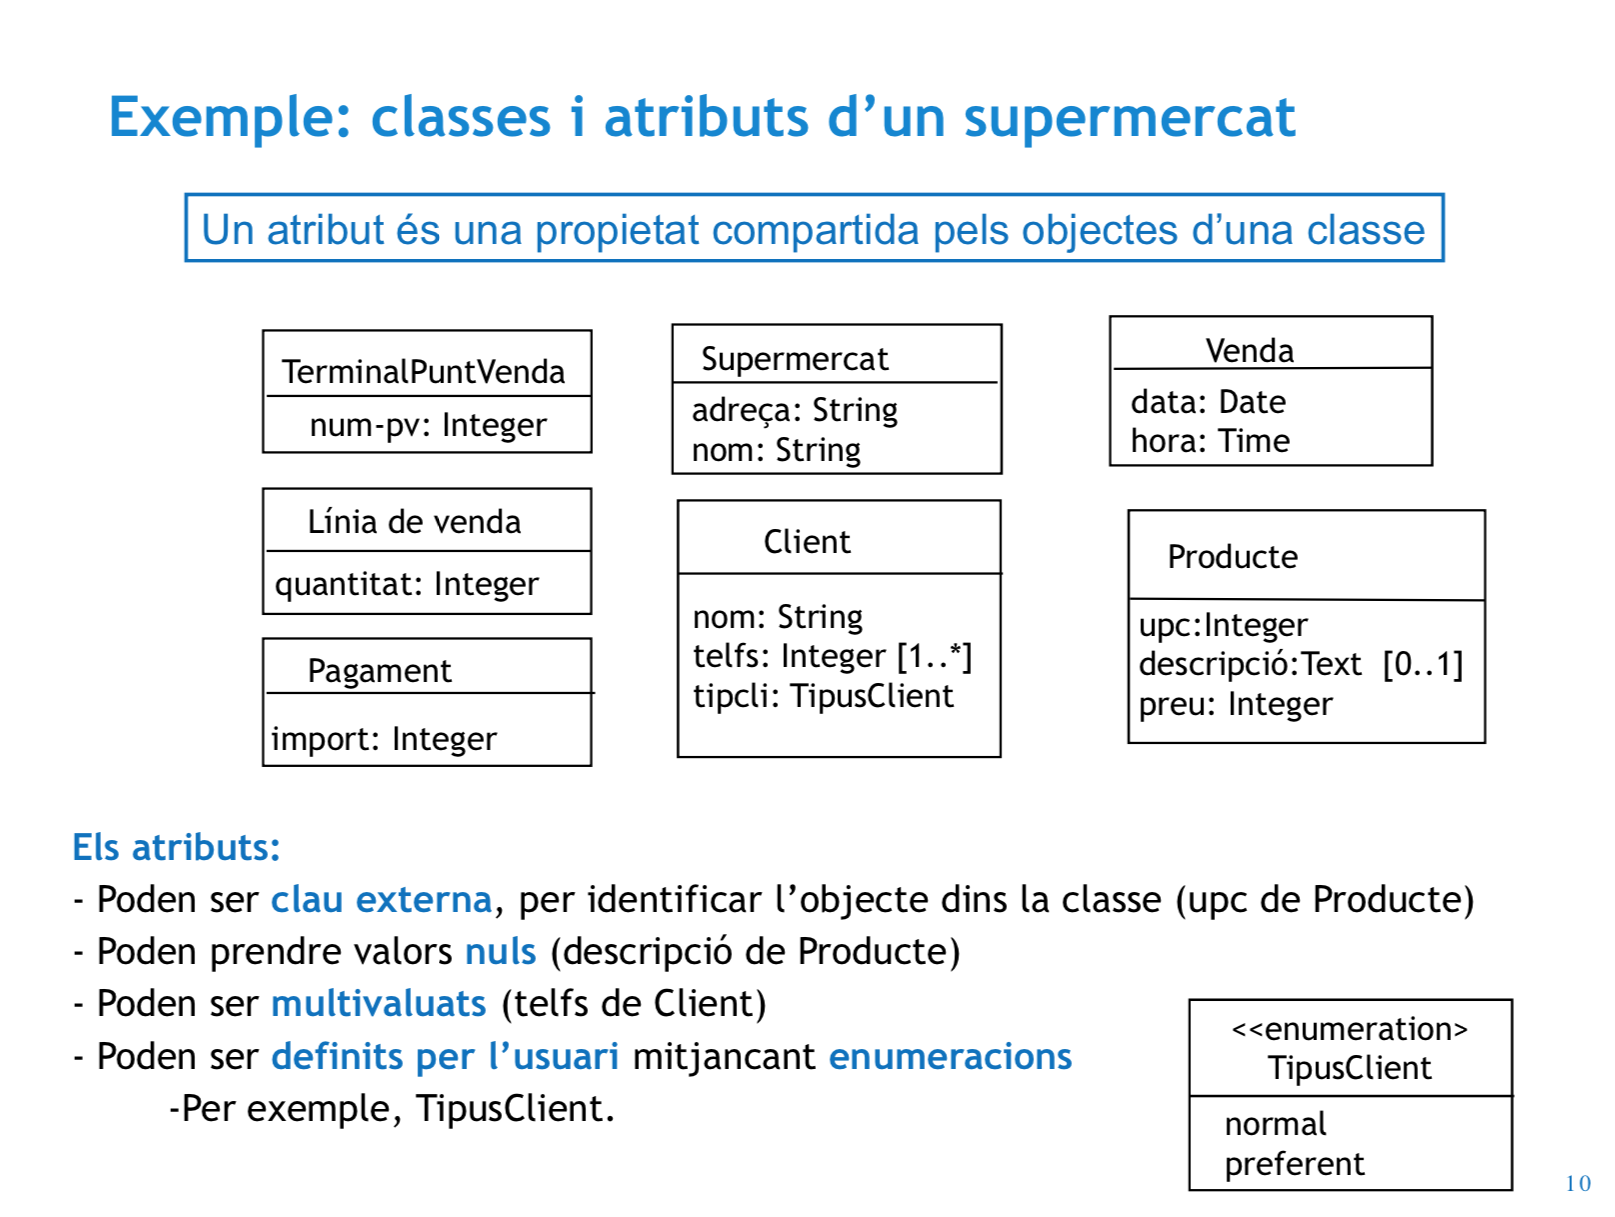 Exemple: classes i atributs d’un supermercat
Un atribut és una propietat compartida pels objectes d’una classe
TerminalPuntVenda
num-pv: Integer
Supermercat
adreça: String
nom: String
Venda
data: Date
hora: Time
Línia de venda
quantitat: Integer
Client
nom: String
telfs: Integer [1..*]
tipcli: TipusClient
Producte
upc:Integer
descripció:Text [0..1]
preu: Integer
Pagament
import: Integer
Els atributs:
- Poden ser clau externa, per identificar l’objecte dins la classe (upc de Producte)
- Poden prendre valors nuls (descripció de Producte)
- Poden ser multivaluats (telfs de Client)
- Poden ser definits per l’usuari mitjancant enumeracions
-Per exemple, TipusClient.
<<enumeration>
TipusClient
normal
preferent
10